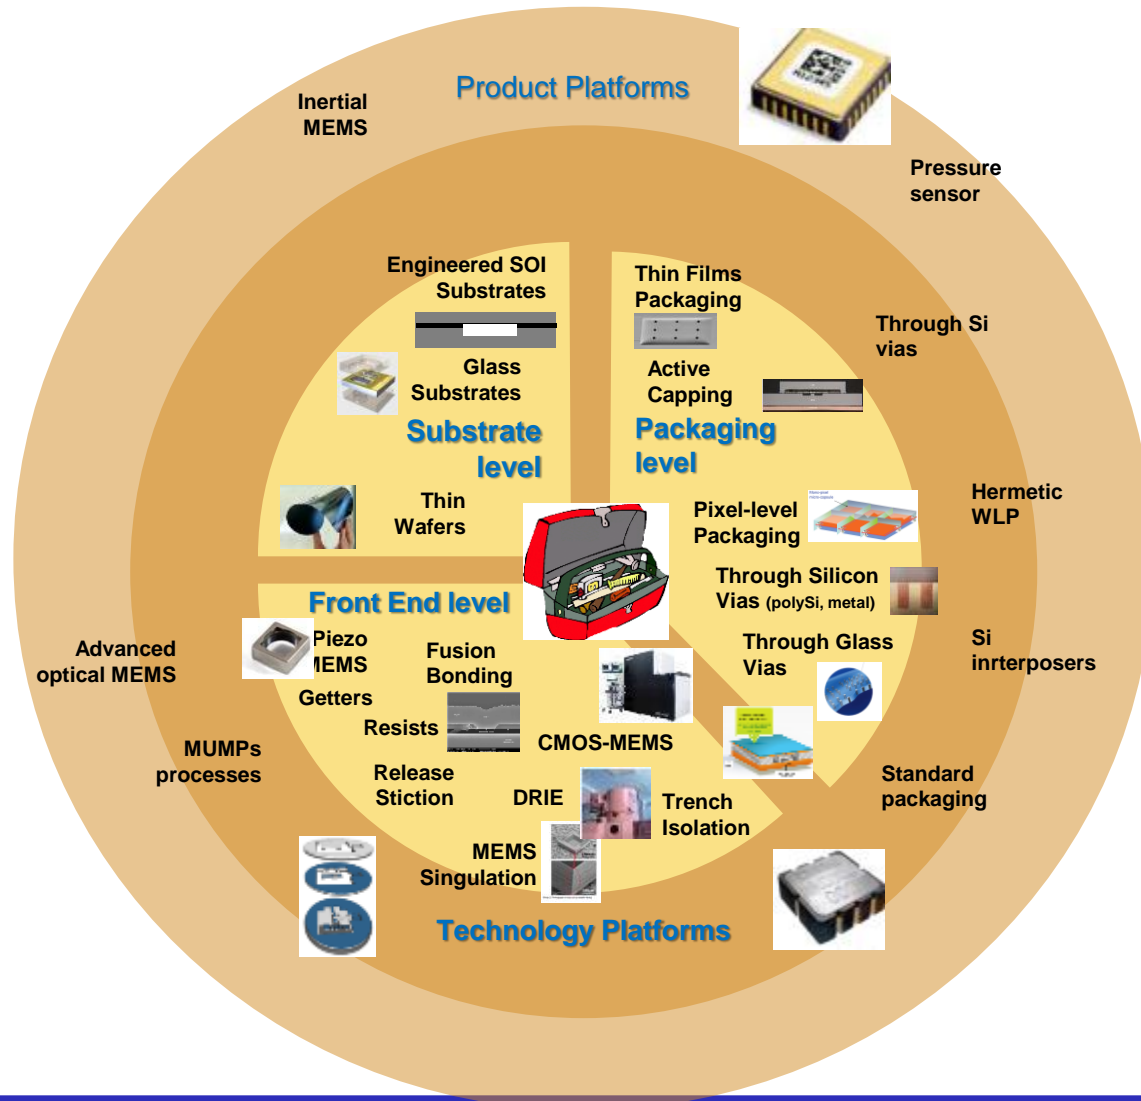 Product Platforms
Inertial
MEMS
Pressure
sensor
Engineered SOI
Substrates
Thin Films
Packaging
Through Si
vias
Glass
Substrates
Active
Capping
Substrate
level
Packaging
level
Thin
Wafers
Pixel-level
Packaging
Hermetic
WLP
Through Silicon
Vias (polySi, metal)
Front End level
Piezo
MEMS
Fusion
Bonding
Through Glass
Vias
Si
inrterposers
Advanced
optical MEMS
Getters
Resists
CMOS-MEMS
MUMPs
processes
Release
Stiction
DRIE
Trench
Isolation
Standard
packaging
MEMS
Singulation
Technology Platforms